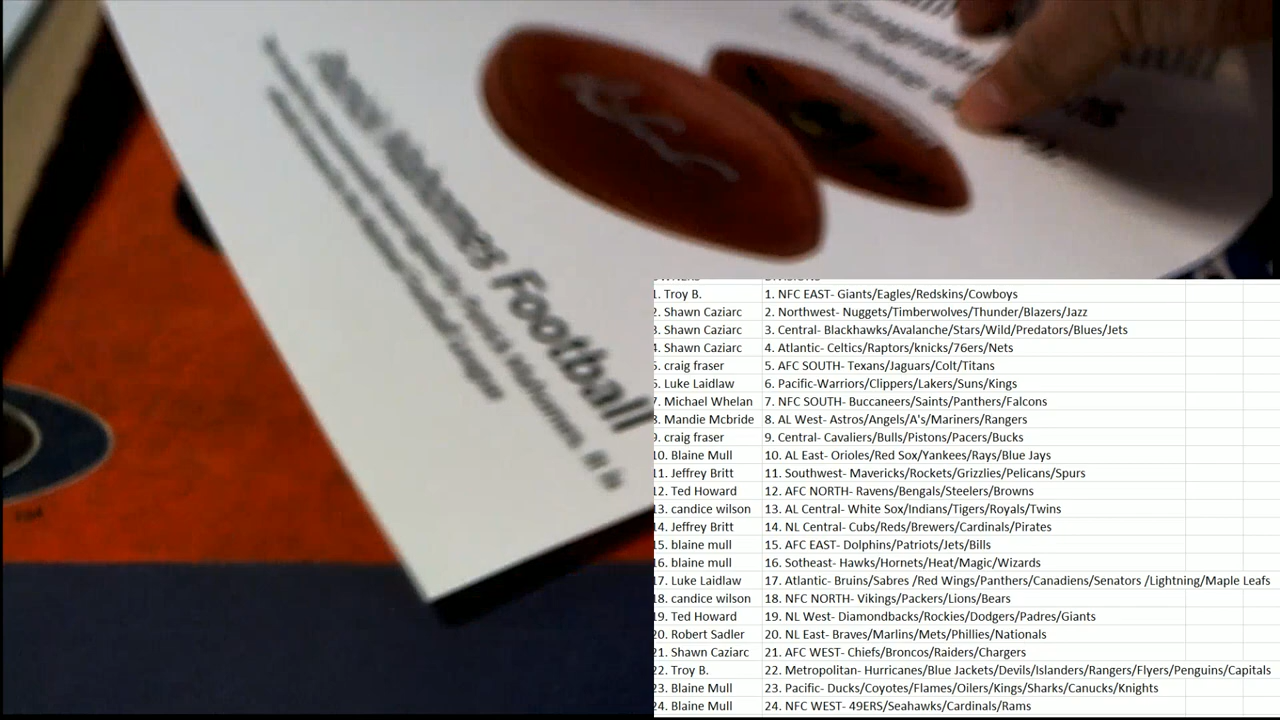 Patrick Mahomes Football
Patrick Mahomes. It is
National Football League
1. Troy B. 1. NFC EAST- Giants/Eagles/Redskins/Cowboys
2. Shawn Caziarc 2. Northwest- Nuggets/Timberwolves/Thunder/Blazers/Jazz
3. Shawn Caziarc 3. Central- Blackhawks/Avalanche/Stars/Wild/Predators/Blues/Jets
4. Shawn Caziarc 4. Atlantic- Celtics/Raptors/knicks/76ers/Nets
5. craig fraser 5. AFC SOUTH- Texans/Jaguars/Colt/Titans
6. Luke Laidlaw 6. Pacific-Warriors/Clippers/Lakers/Suns/Kings
7. Michael Whelan 7. NFC SOUTH- Buccaneers/Saints/Panthers/Falcons
8. Mandie Mcbride 8. AL West- Astros/Angels/A's/Mariners/Rangers
9. craig fraser 9. Central- Cavaliers/Bulls/Pistons/Pacers/Bucks
10. Blaine Mull 10. AL East- Orioles/Red Sox/Yankees/Rays/Blue Jays
11. Jeffrey Britt 11. Southwest- Mavericks/Rockets/Grizzlies/Pelicans/Spurs
12. Ted Howard 12. AFC NORTH- Ravens/Bengals/Steelers/Browns
13. candice wilson 13. AL Central- White Sox/Indians/Tigers/Royals/Twins
14. Jeffrey Britt 14. NL Central- Cubs/Reds/Brewers/Cardinals/Pirates
15. blaine mull 15. AFC EAST- Dolphins/Patriots/Jets/Bills
16. blaine mull 16. Sotheast- Hawks/Hornets/Heat/Magic/Wizards
17. Luke Laidlaw 17. Atlantic- Bruins/Sabres /Red Wings/Panthers/Canadiens/Senators /Lightning/Maple Leafs
18. candice wilson 18. NFC NORTH- Vikings/Packers/Lions/Bears
19. Ted Howard 19. NL West- Diamondbacks/Rockies/Dodgers/Padres/Giants
20. Robert Sadler 20. NL East- Braves/Marlins/Mets/Phillies/Nationals
21. Shawn Caziarc 21. AFC WEST- Chiefs/Broncos/Raiders/Chargers
22. Troy B. 22. Metropolitan- Hurricanes/Blue Jackets/Devils/Islanders/Rangers/Flyers/Penguins/Capitals
23. Blaine Mull 23. Pacific- Ducks/Coyotes/Flames/Oilers/Kings/Sharks/Canucks/Knights
24. Blaine Mull 24. NFC WEST- 49ERS/Seahawks/Cardinals/Rams